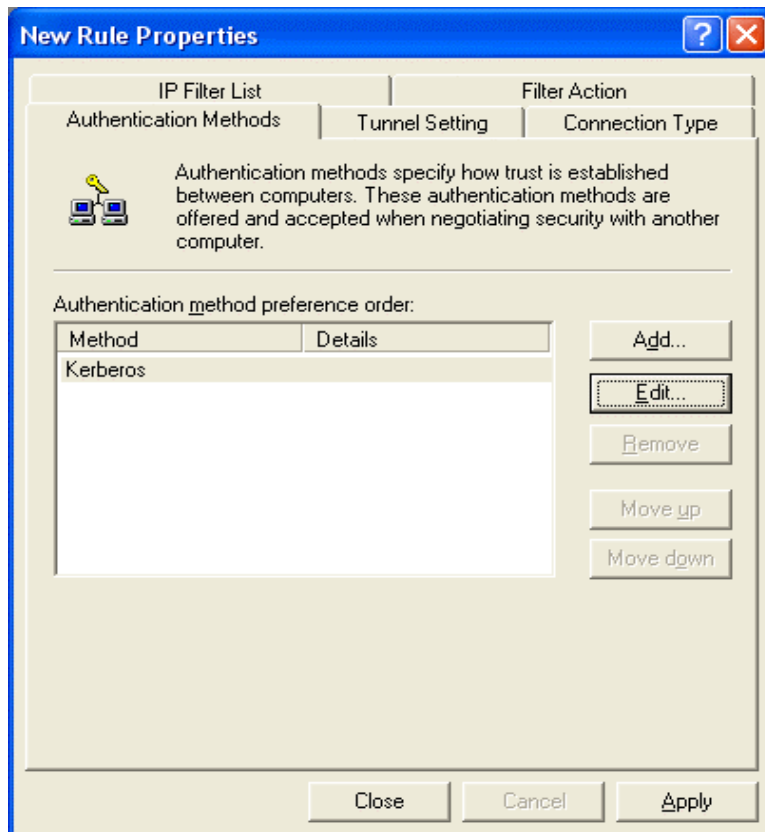 New Rule Properties
IP Filter List
Filter Action
Authentication Methods
Tunnel Setting
Connection Type
Authentication methods specify how trust is established
between computers. These authentication methods are
offered and accepted when negotiating security with another
computer.
Authentication method preference order:
Method
Details
Kerberos
Add...
Edit...
Remove
Move up
Move down
Close
Cancel
Apply